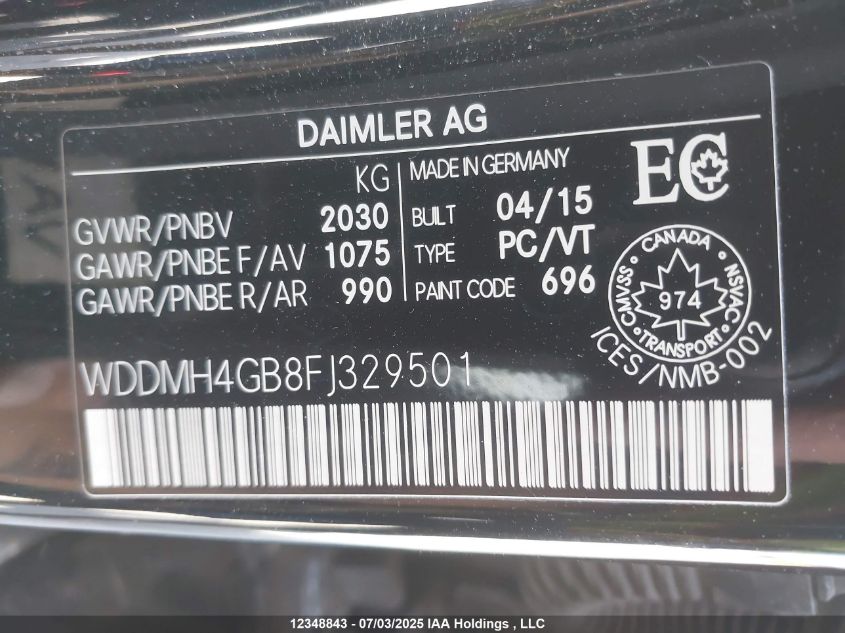 DAIMLER AG
KG
GVWR/PNBV 2030
GAWR/PNBE F/AV 1075
GAWR/PNBE R/AR 990
MADE IN GERMANY
BUILT 04/15
TYPE PC/VT
PAINT CODE 696
EC
CANADA
CMVSS NSVAC
974
TRANSPORT
ICES/NMB-002
WDDMH4GB8FJ329501
12348843 - 07/03/2025 IAA Holdings , LLC